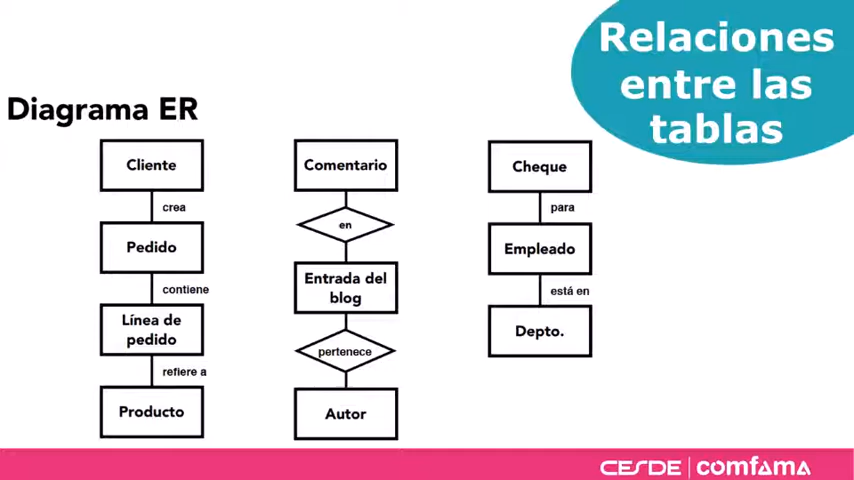 Relaciones
entre las
tablas
Diagrama ER
Cliente
crea
Pedido
contiene
Línea de
pedido
refiere a
Producto
Comentario
en
Entrada del
blog
pertenece
Autor
Cheque
para
Empleado
está en
Depto.
CESDE | comfama